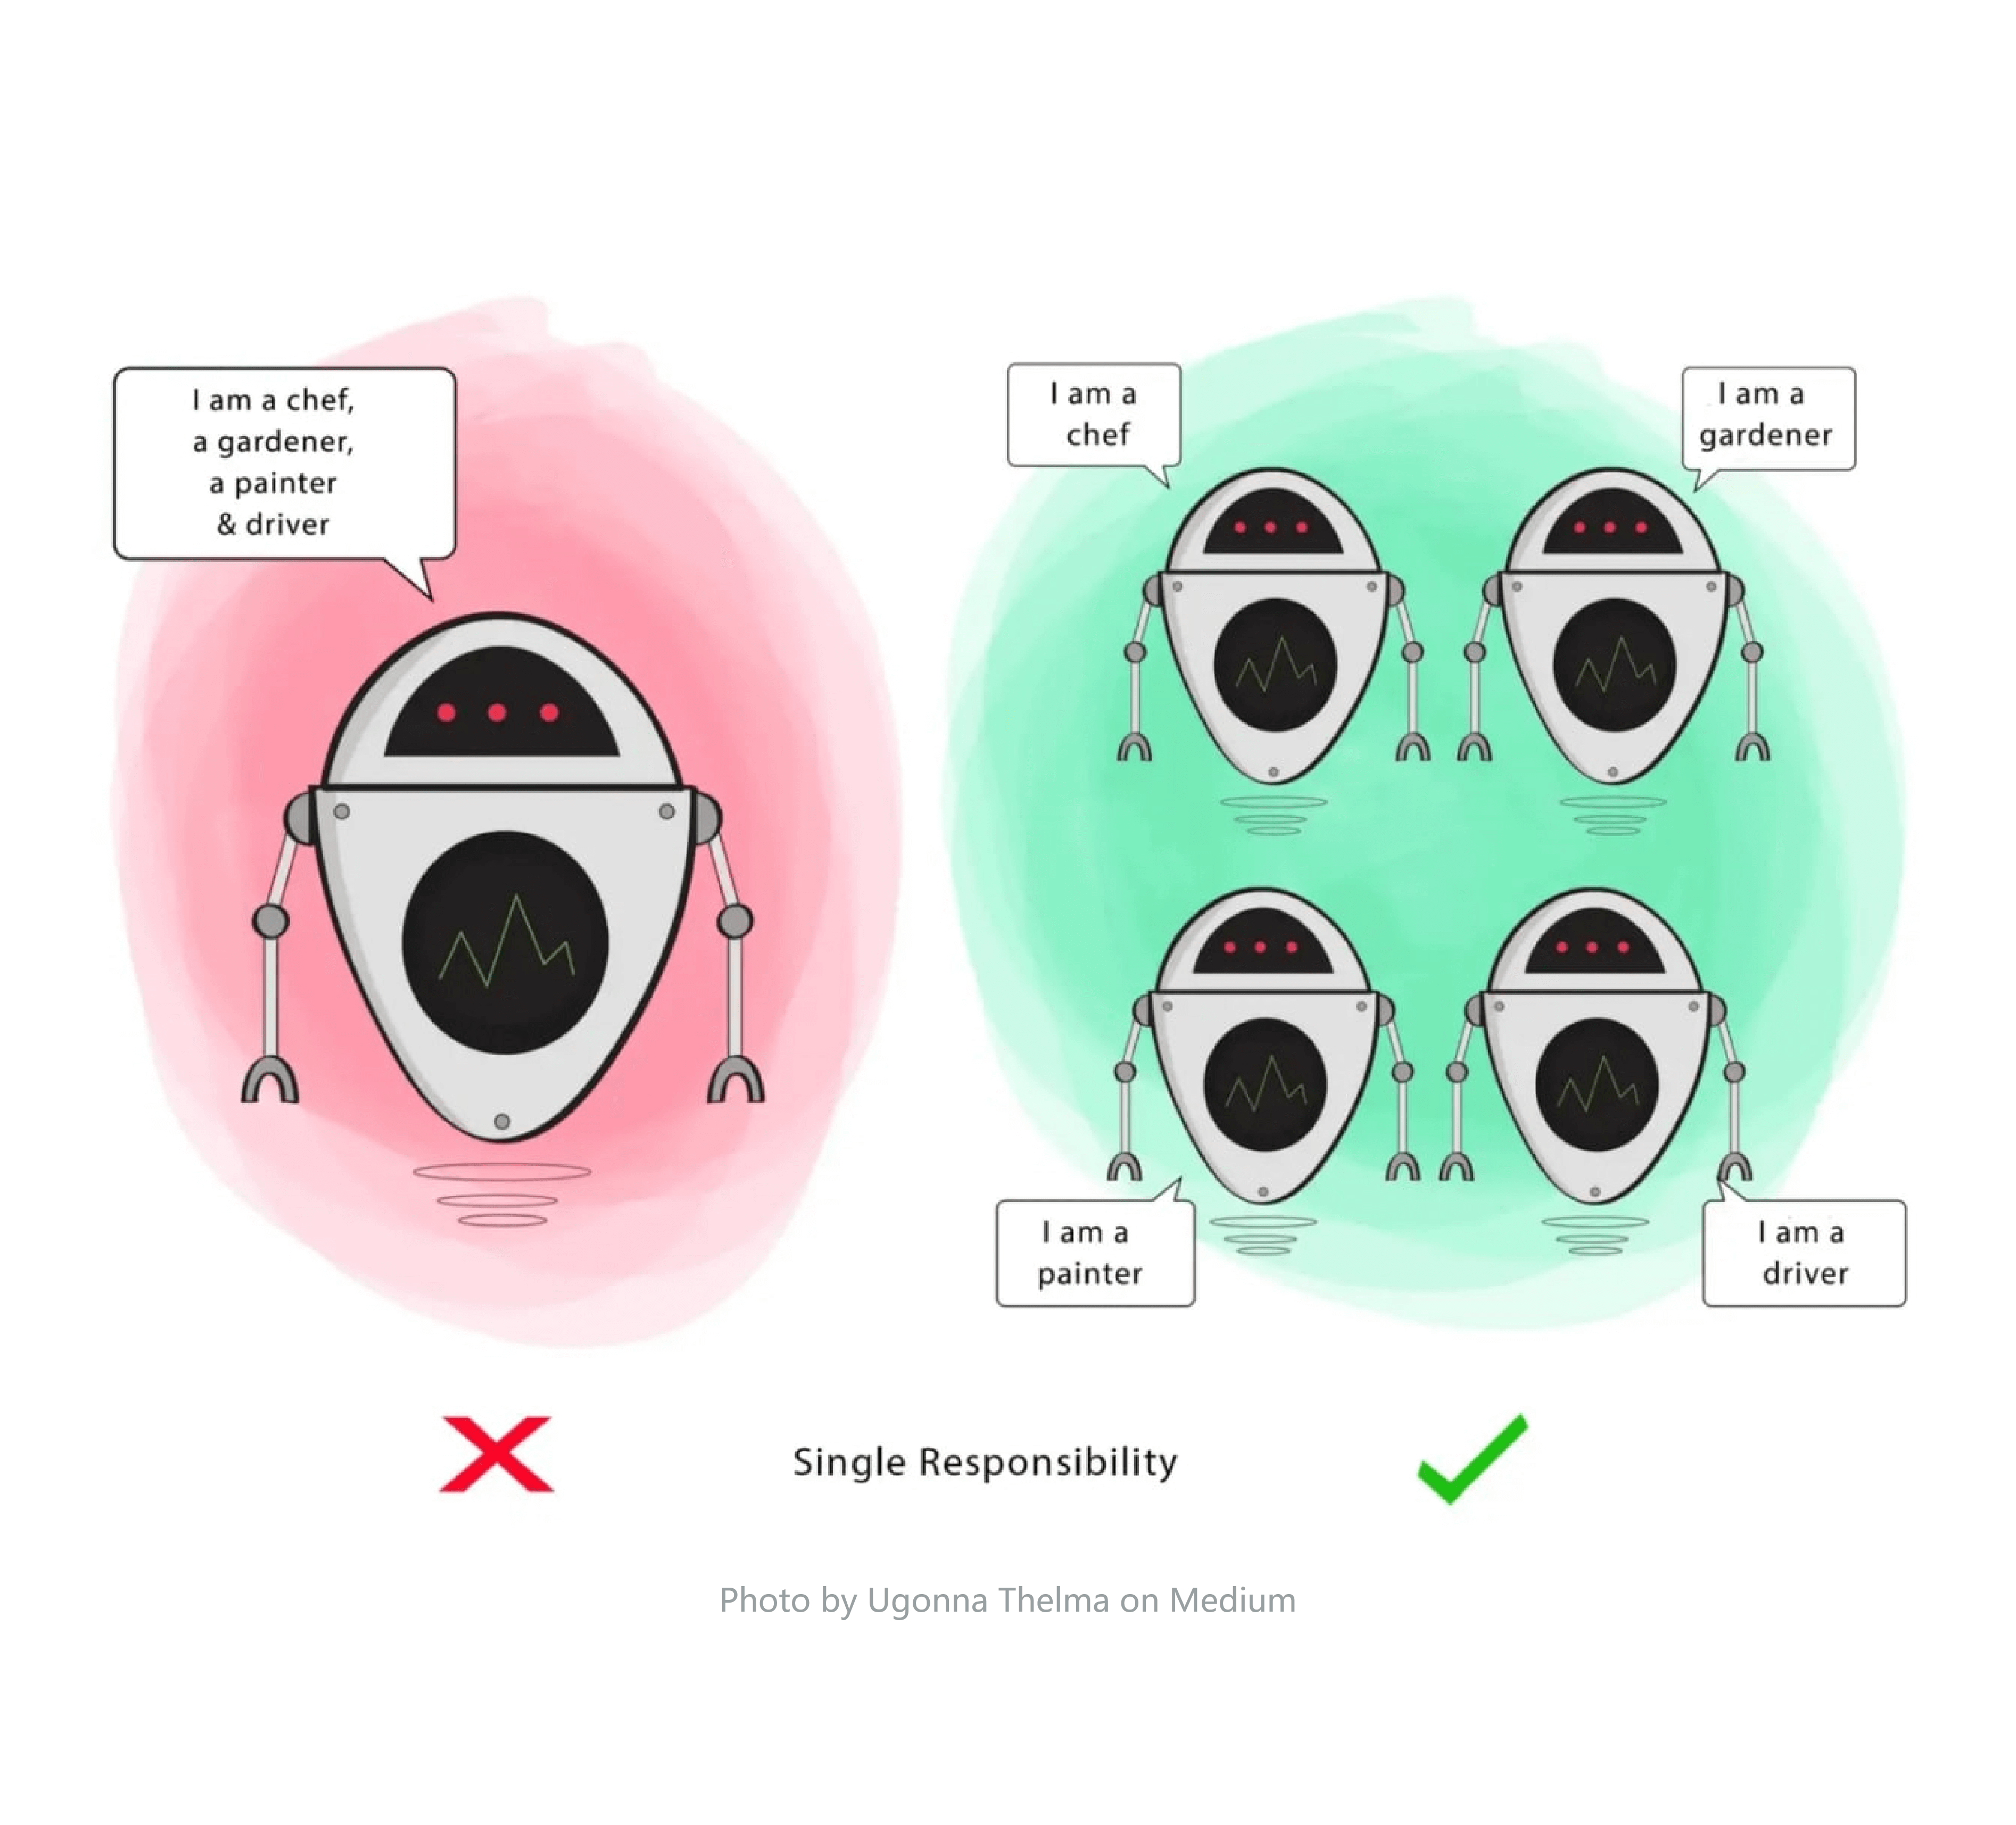 I am a chef,
a gardener,
a painter
& driver
I am a
chef
I am a
gardener
I am a
painter
I am a
driver
Single Responsibility
Photo by Ugonna Thelma on Medium